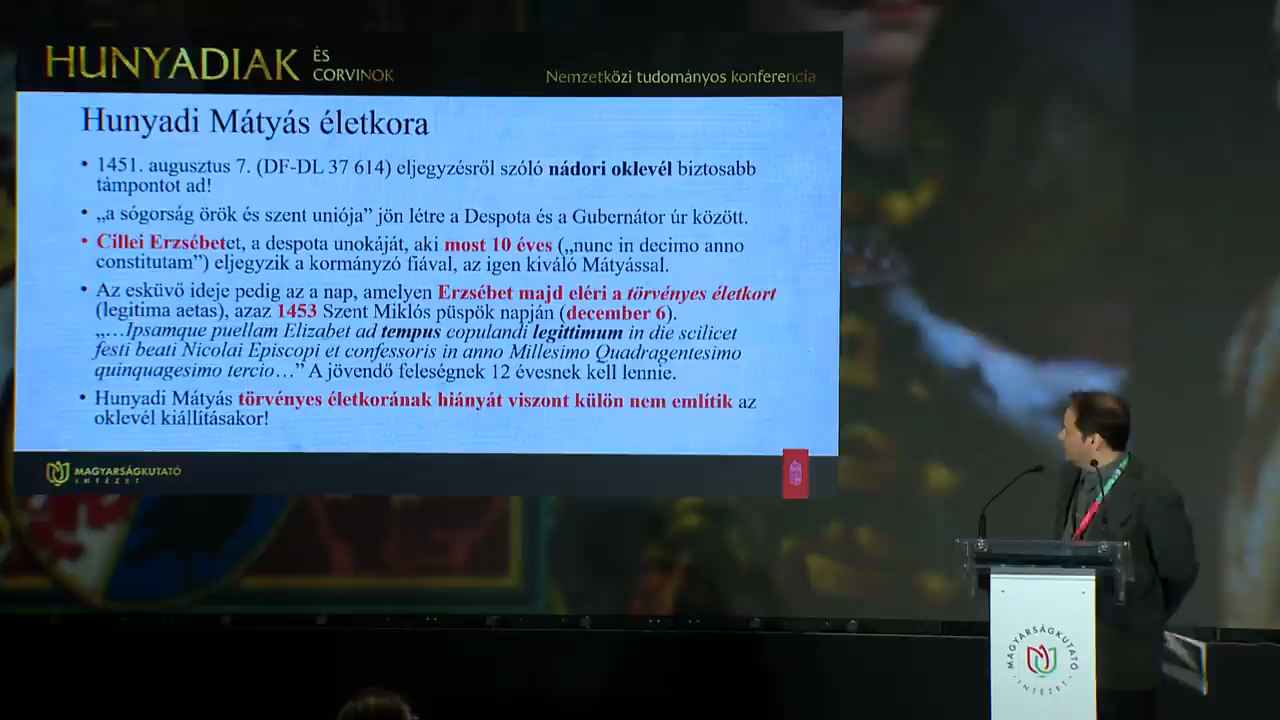 HUNYADIAK ÉS CORVINOK
Nemzetközi tudományos konferencia
Hunyadi Mátyás életkora
• 1451. augusztus 7. (DF-DL 37 614) eljegyzésről szóló nádori oklevél biztosabb
támpontot ad!
• „a sógorság örök és szent uniója” jön létre a Despota és a Gubernátor úr között.
• Cillei Erzsébetet, a despota unokáját, aki most 10 éves („nunc in decimo anno
constitutam”) eljegyzik a kormányzó fiával, az igen kiváló Mátyással.
• Az esküvő ideje pedig az a nap, amelyen Erzsébet majd eléri a törvényes életkort
(legitima aetas), azaz 1453 Szent Miklós püspök napján (december 6).
„…Ipsamque puellam Elizabet ad tempus copulandi legittimum in die scilicet
festi beati Nicolai Episcopi et confessoris in anno Millesimo Quadragentesimo
quinquagesimo tercio…” A jövendő feleségnek 12 évesnek kell lennie.
• Hunyadi Mátyás törvényes életkorának hiányát viszont külön nem említik az
oklevél kiállításakor!
MAGYARSÁGKUTATÓ
INTÉZET
MAGYARSÁGKUTATÓ
INTÉZET